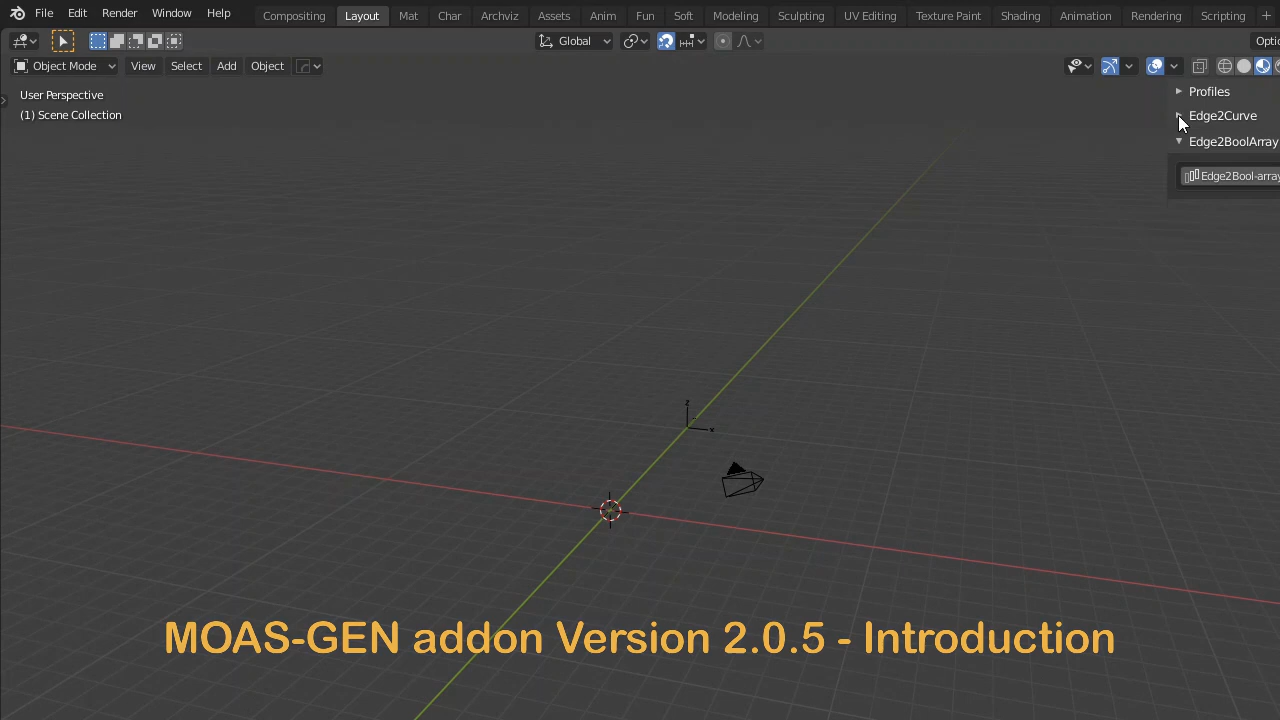 File Edit Render Window Help Compositing Layout Mat Char Archviz Assets Anim Fun Soft Modeling Sculpting UV Editing Texture Paint Shading Animation Rendering Scripting +
Global Optio
Object Mode View Select Add Object
User Perspective
(1) Scene Collection
Profiles
Edge2Curve
Edge2BoolArray
Edge2Bool-array
z
x
MOAS-GEN addon Version 2.0.5 - Introduction